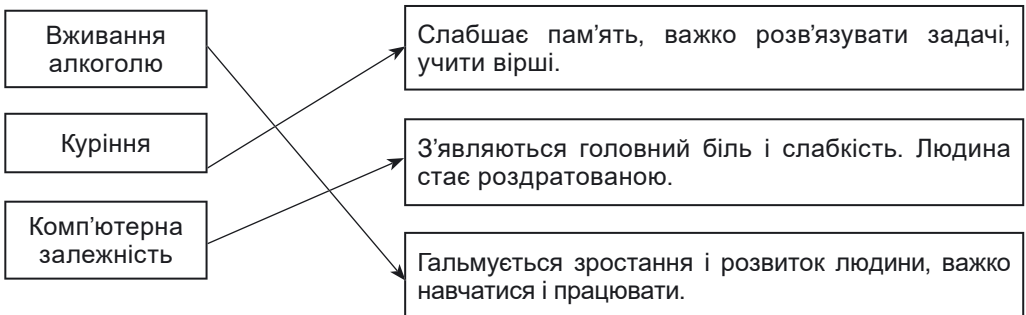 Вживання
алкоголю
Куріння
Комп’ютерна
залежність
Слабшає пам’ять, важко розв’язувати задачі,
учити вірші.
З’являються головний біль і слабкість. Людина
стає роздратованою.
Гальмується зростання і розвиток людини, важко
навчатися і працювати.